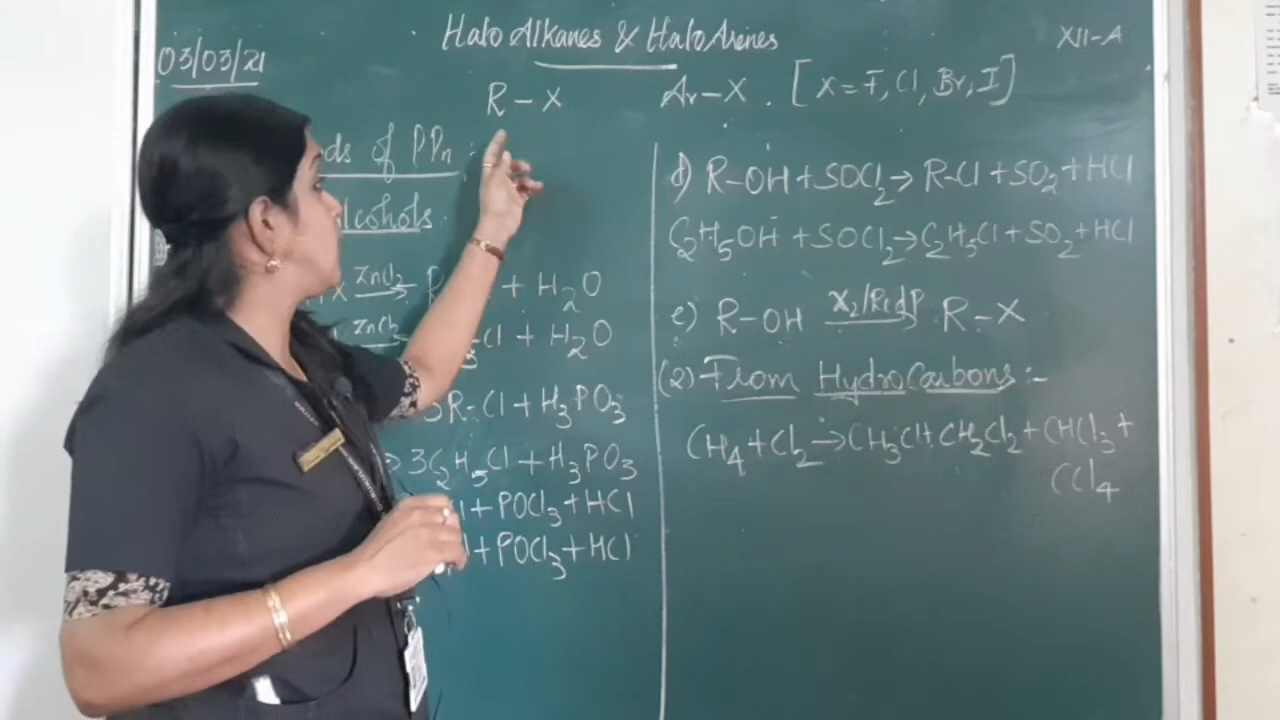 Halo Alkanes & Halo Arenes
03/03/21
XII-A
R-X
Ar-X. [X=F, Cl, Br, I]
ds of PPn :
lcohols.
X ZnCl2→ R + H2O
ZnCl2 3-Cl + H2O
3R-Cl + H3PO3
→ 3C2H5Cl + H3PO3
l + POCl3 + HCl
l + POCl3 + HCl
d) R-OH + SOCl2 → R-Cl + SO2 + HCl
C2H5OH + SOCl2 → C2H5Cl + SO2 + HCl
e) R-OH X2/Red P→ R-X
(2) From HydroCarbons :-
CH4 + Cl2 → CH3Cl + CH2Cl2 + CHCl3 +
CCl4